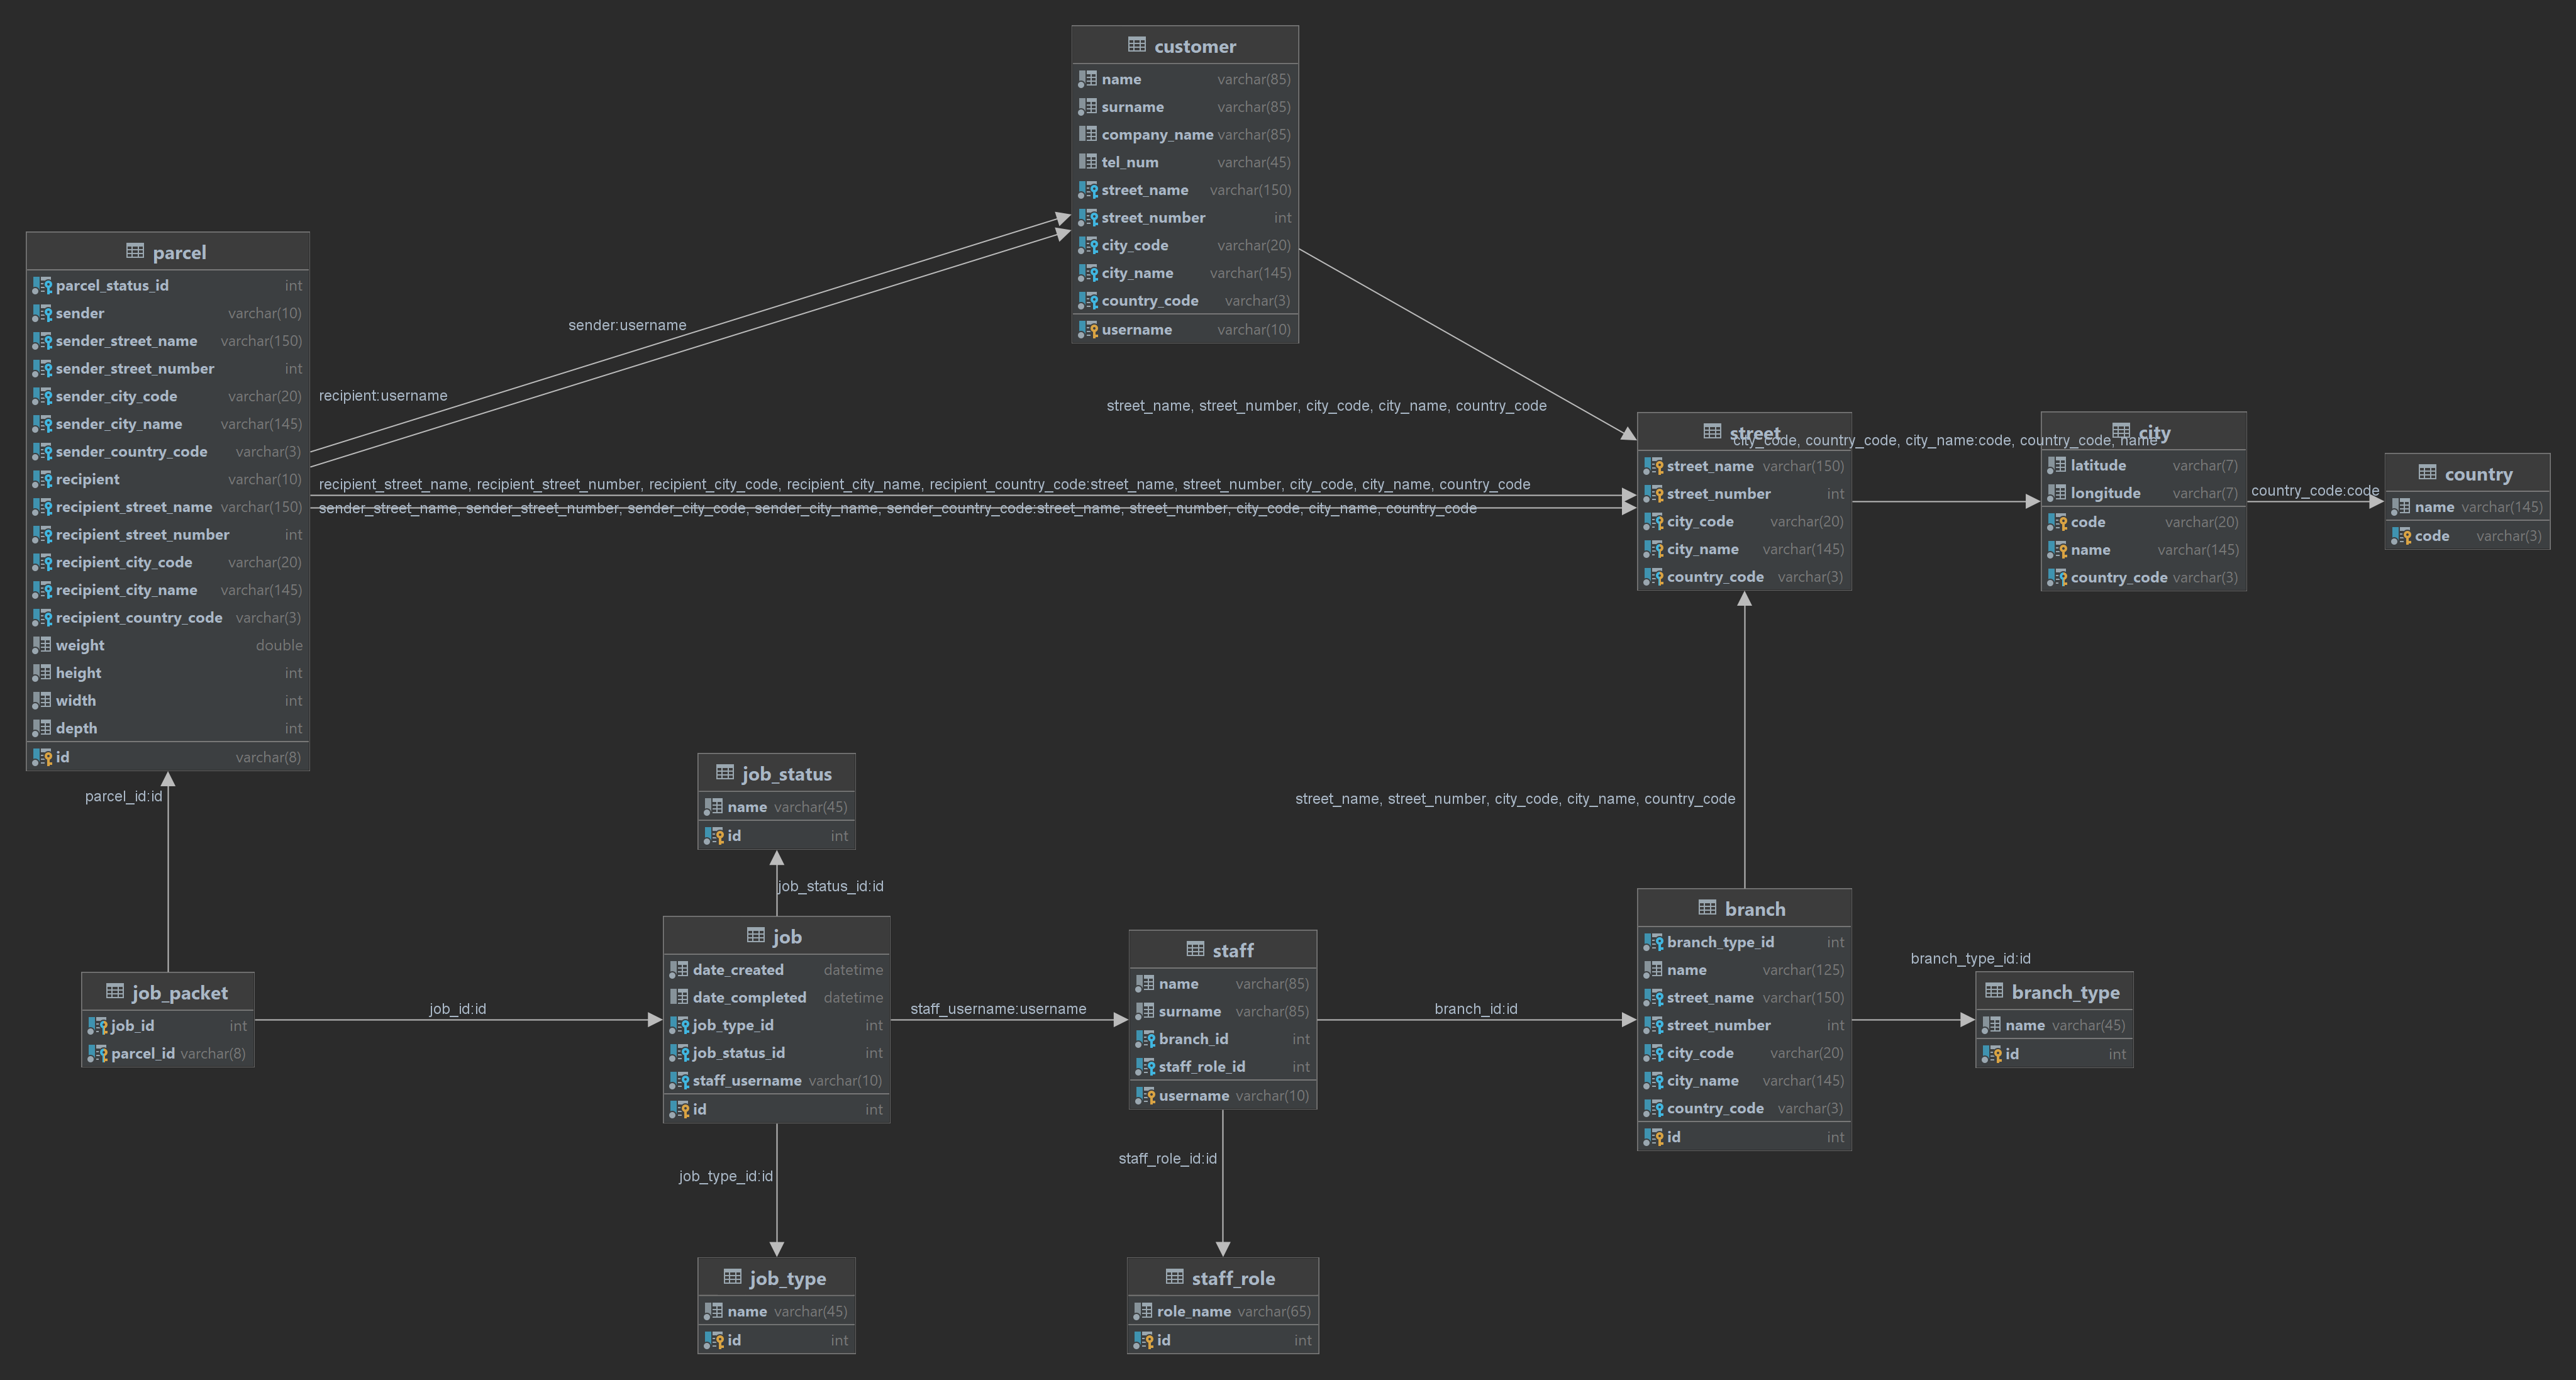 customer
name varchar(85)
surname varchar(85)
company_name varchar(85)
tel_num varchar(45)
street_name varchar(150)
street_number int
city_code varchar(20)
city_name varchar(145)
country_code varchar(3)
username varchar(10)
parcel
parcel_status_id int
sender varchar(10)
sender_street_name varchar(150)
sender_street_number int
sender_city_code varchar(20)
sender_city_name varchar(145)
sender_country_code varchar(3)
recipient varchar(10)
recipient_street_name varchar(150)
recipient_street_number int
recipient_city_code varchar(20)
recipient_city_name varchar(145)
recipient_country_code varchar(3)
weight double
height int
width int
depth int
id varchar(8)
sender:username
recipient:username
street_name, street_number, city_code, city_name, country_code
recipient_street_name, recipient_street_number, recipient_city_code, recipient_city_name, recipient_country_code:street_name, street_number, city_code, city_name, country_code
sender_street_name, sender_street_number, sender_city_code, sender_city_name, sender_country_code:street_name, street_number, city_code, city_name, country_code
street
street_name varchar(150)
street_number int
city_code varchar(20)
city_name varchar(145)
country_code varchar(3)
city_code, country_code, city_name:code, country_code, name
city
latitude varchar(7)
longitude varchar(7)
code varchar(20)
name varchar(145)
country_code varchar(3)
country_code:code
country
name varchar(145)
code varchar(3)
parcel_id:id
job_status
name varchar(45)
id int
job_status_id:id
street_name, street_number, city_code, city_name, country_code
job_packet
job_id int
parcel_id varchar(8)
job_id:id
job
date_created datetime
date_completed datetime
job_type_id int
job_status_id int
staff_username varchar(10)
id int
staff_username:username
staff
name varchar(85)
surname varchar(85)
branch_id int
staff_role_id int
username varchar(10)
branch_id:id
branch
branch_type_id int
name varchar(125)
street_name varchar(150)
street_number int
city_code varchar(20)
city_name varchar(145)
country_code varchar(3)
id int
branch_type_id:id
branch_type
name varchar(45)
id int
job_type_id:id
staff_role_id:id
job_type
name varchar(45)
id int
staff_role
role_name varchar(65)
id int